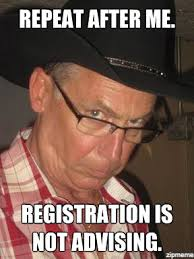 REPEAT AFTER ME.
REGISTRATION IS
NOT ADVISING.
zipmeme